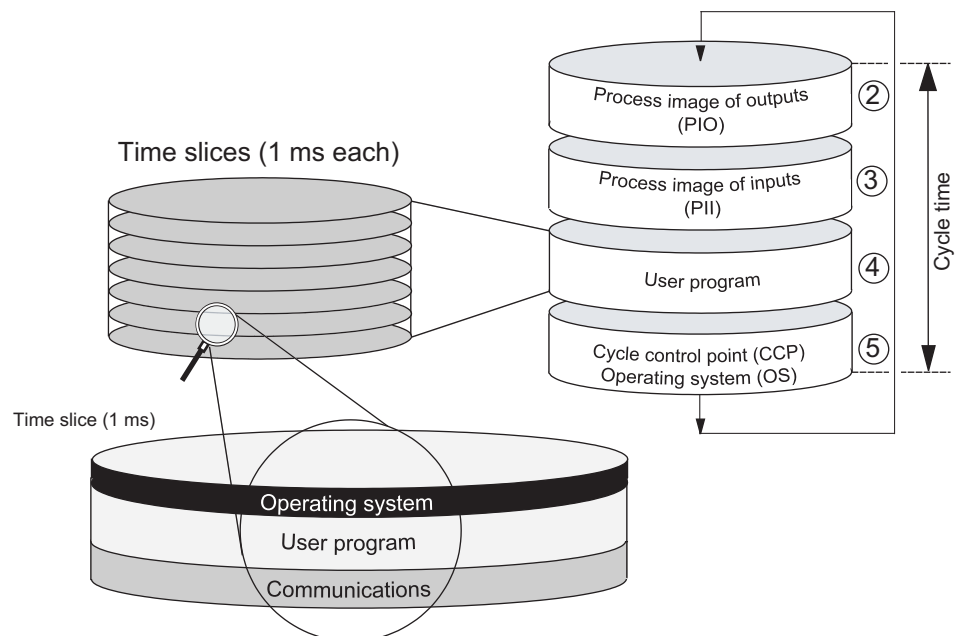 Process image of outputs
(PIO)
②
Time slices (1 ms each)
Process image of inputs
(PII)
③
Cycle time
User program
④
Cycle control point (CCP)
Operating system (OS)
⑤
Time slice (1 ms)
Operating system
User program
Communications